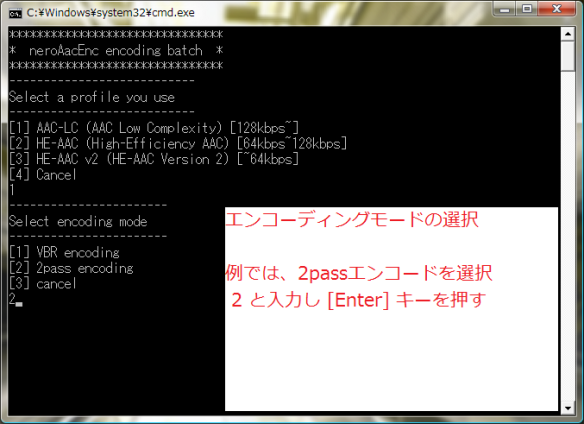 C:¥Windows¥system32¥cmd.exe
******************************
*  neroAacEnc encoding batch  *
******************************
--------------------------
Select a profile you use
--------------------------
[1] AAC-LC (AAC Low Complexity) [128kbps~]
[2] HE-AAC (High-Efficiency AAC) [64kbps~128kbps]
[3] HE-AAC v2 (HE-AAC Version 2) [~64kbps]
[4] Cancel
1
----------------------
Select encoding mode
----------------------
[1] VBR encoding
[2] 2pass encoding
[3] cancel
2
エンコーディングモードの選択
例では、2passエンコードを選択
2 と入力し [Enter] キーを押す